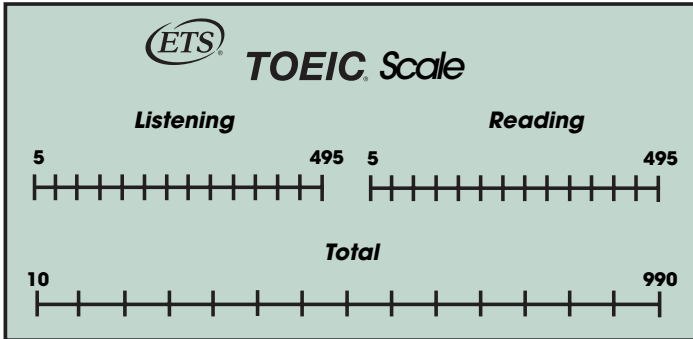 ETS®
TOEIC® Scale
Listening Reading
5 495 5 495
Total
10 990